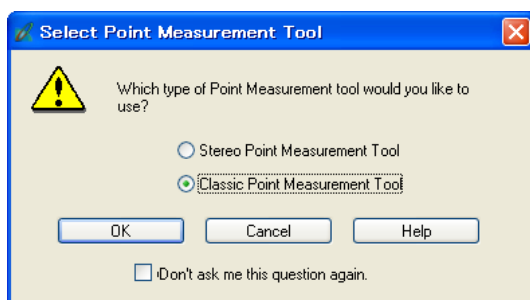 Select Point Measurement Tool
Which type of Point Measurement tool would you like to
use?
Stereo Point Measurement Tool
Classic Point Measurement Tool
OK Cancel Help
Don't ask me this question again.